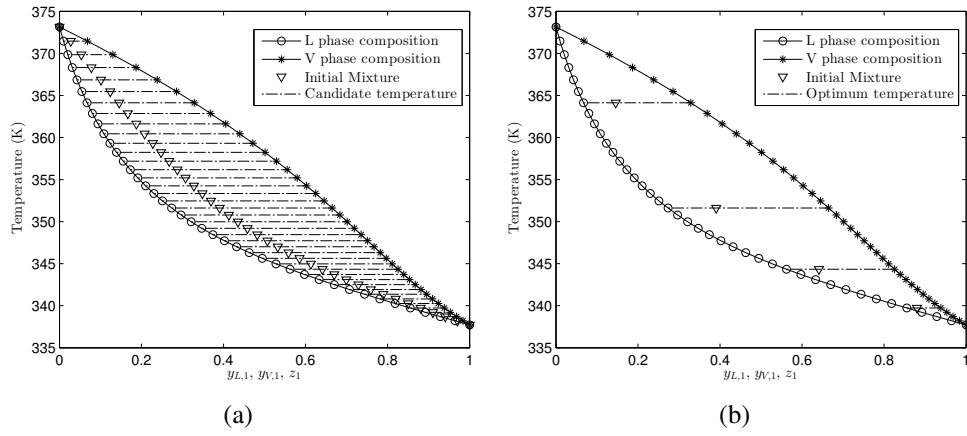 375
370
365
360
355
350
345
340
335
Temperature (K)
L phase composition
V phase composition
Initial Mixture
Candidate temperature
0
0.2
0.4
0.6
0.8
1
y_{L,1}, y_{V,1}, z_1
(a)
375
370
365
360
355
350
345
340
335
Temperature (K)
L phase composition
V phase composition
Initial Mixture
Optimum temperature
0
0.2
0.4
0.6
0.8
1
y_{L,1}, y_{V,1}, z_1
(b)